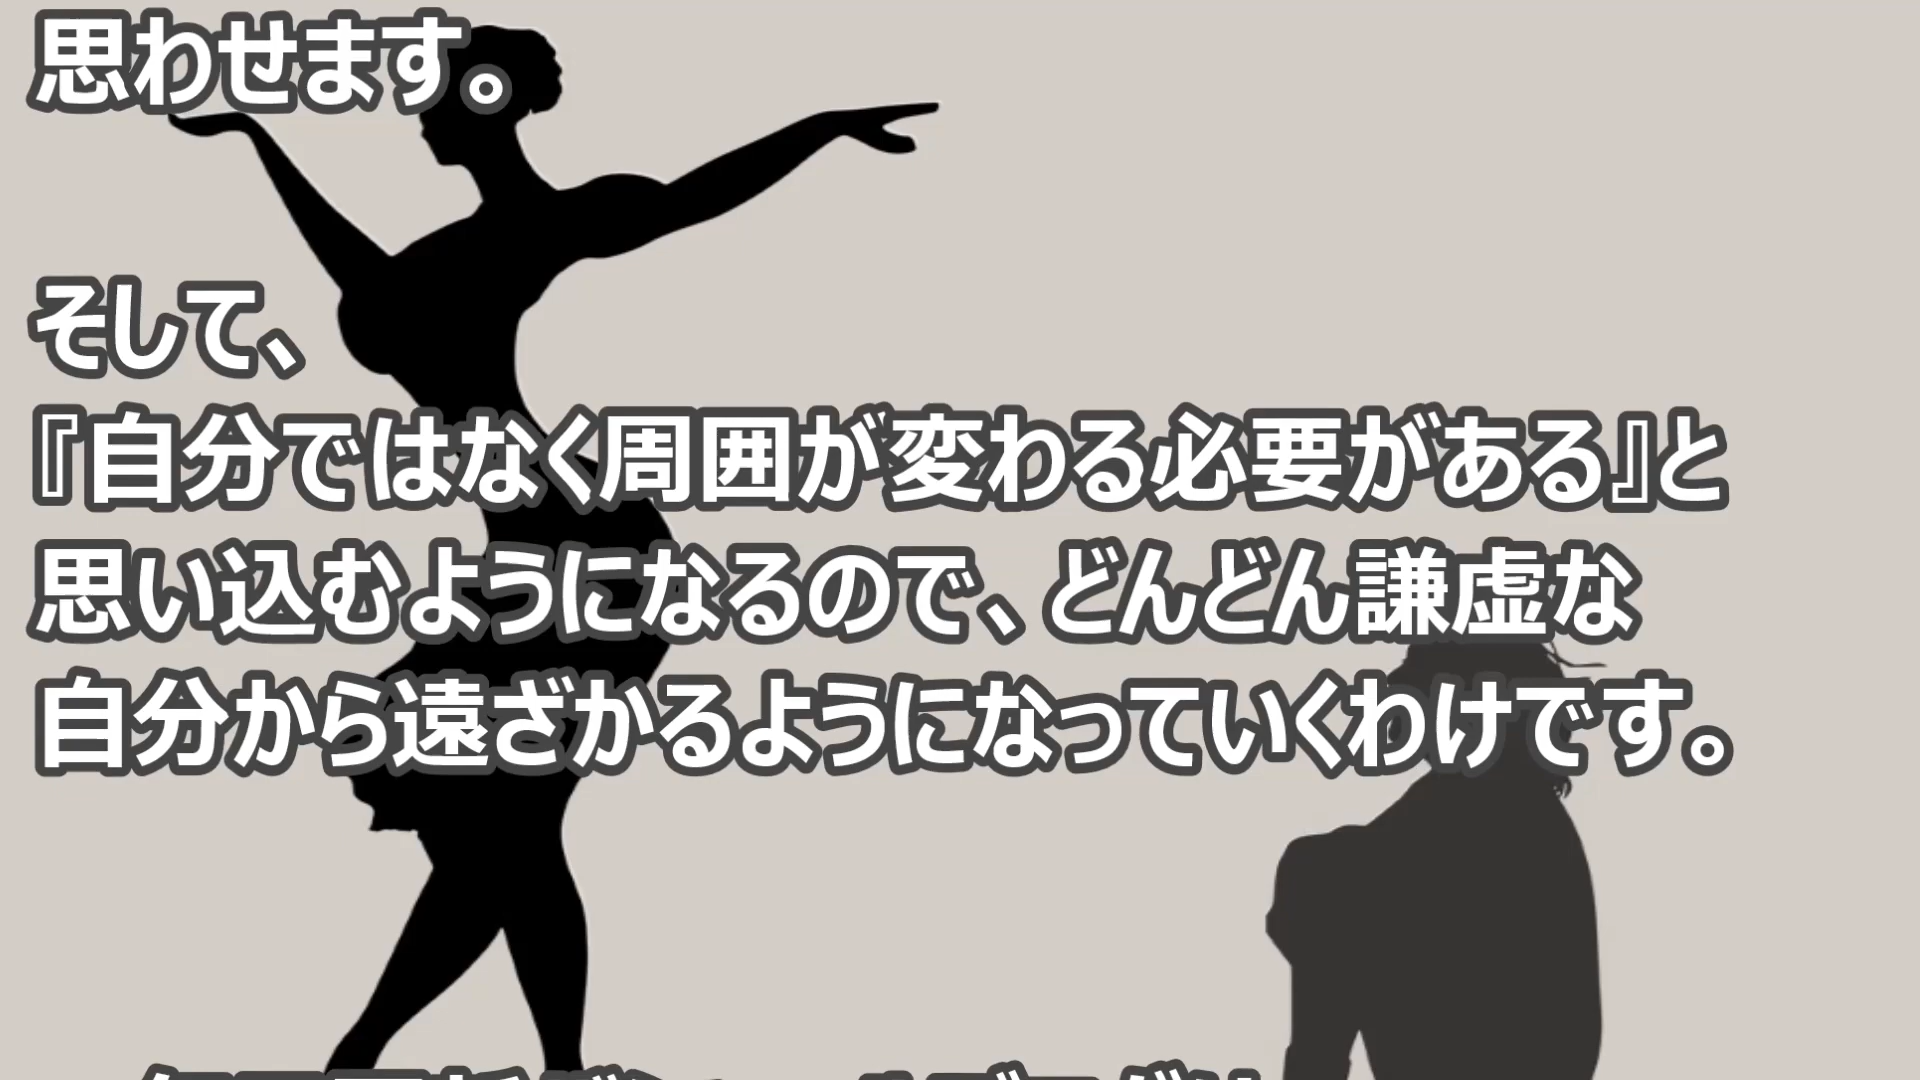 思わせます。
そして、
『自分ではなく周囲が変わる必要がある』と
思い込むようになるので、どんどん謙虚な
自分から遠ざかるようになっていくわけです。